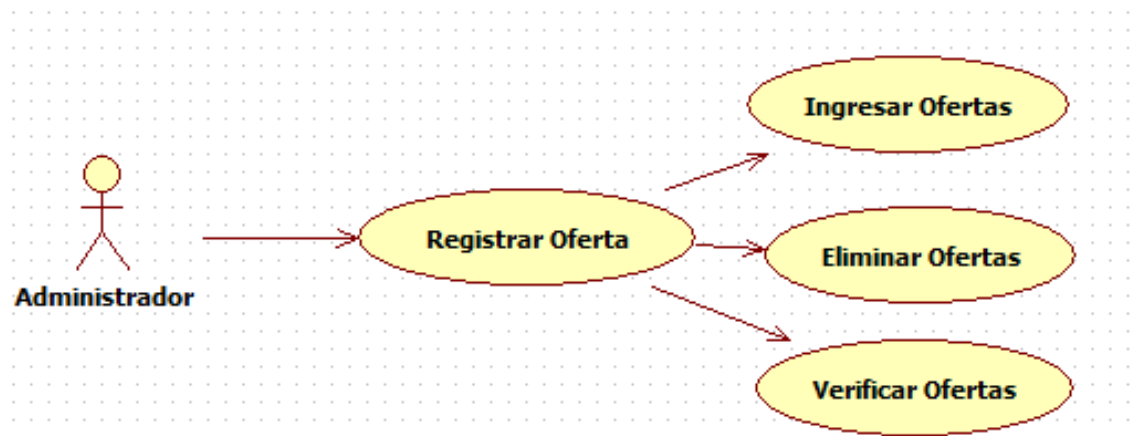 Ingresar Ofertas
Registrar Oferta
Eliminar Ofertas
Administrador
Verificar Ofertas